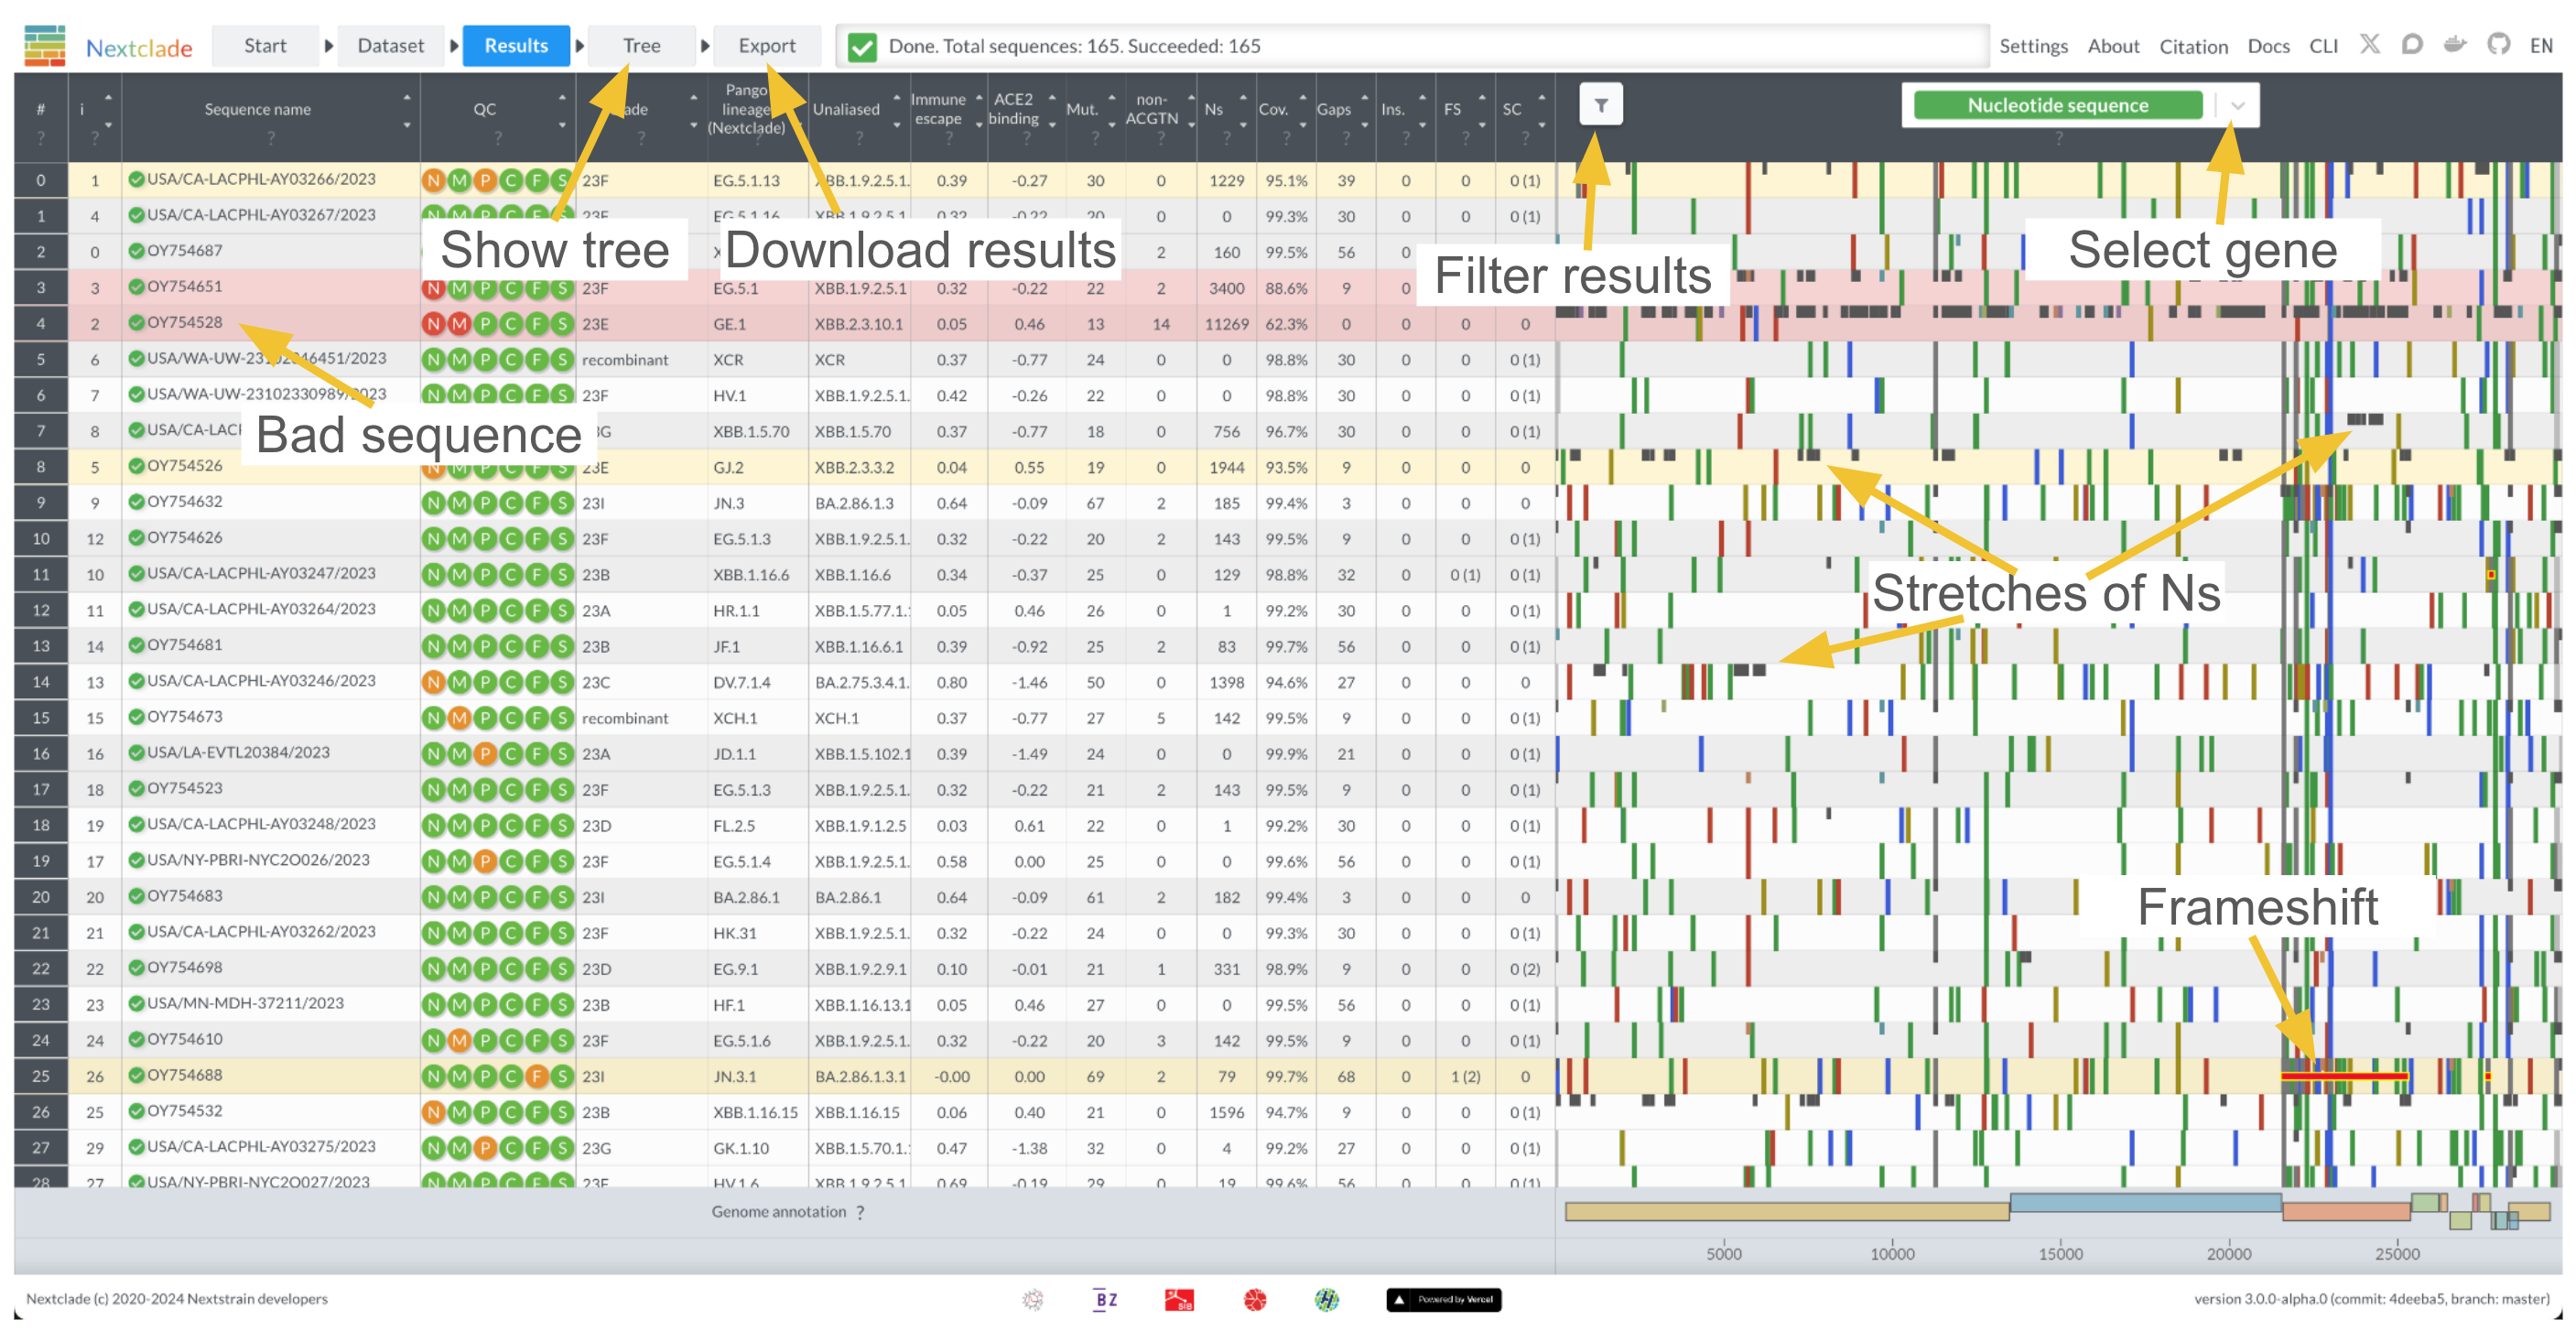 Nextclade Start Dataset Results Tree Export Done. Total sequences: 165. Succeeded: 165 Settings About Citation Docs CLI EN
# i Sequence name QC ade Pango lineage (Nextclade) Unaliased Immune escape ACE2 binding Mut. non-ACGTN Ns Cov. Gaps Ins. FS SC Nucleotide sequence
? ? ? ? ? ? ? ? ? ? ? ? ? ? ? ? ? ?
0 1 USA/CA-LACPHL-AY03266/2023 N M P C F S 23F EG.5.1.13 XBB.1.9.2.5.1. 0.39 -0.27 30 0 1229 95.1% 39 0 0 0 (1)
1 4 USA/CA-LACPHL-AY03267/2023 N M P C F S 23F EG.5.1.16 XBB.1.9.2.5.1 0.32 -0.22 20 0 0 99.3% 30 0 0 0 (1)
2 0 OY754687 Show tree X Download results 2 160 99.5% 56 0 Filter results Select gene
3 3 OY754651 N M P C F S 23F EG.5.1 XBB.1.9.2.5.1 0.32 -0.22 22 2 3400 88.6% 9 0
4 2 OY754528 N M P C F S 23E GE.1 XBB.2.3.10.1 0.05 0.46 13 14 11269 62.3% 0 0 0 0
5 6 N M P C F S recombinant XCR XCR 0.37 -0.77 24 0 0 98.8% 30 0 0 0 (1)
6 7 USA/WA-UW-23102330989/2023 N M P C F S 23F HV.1 XBB.1.9.2.5.1. 0.42 -0.26 22 0 0 98.8% 30 0 0 0 (1)
7 8 USA/CA-LAC Bad sequence G XBB.1.5.70 XBB.1.5.70 0.37 -0.77 18 0 756 96.7% 30 0 0 0 (1)
8 5 OY754526 N M P C F S 23E GJ.2 XBB.2.3.3.2 0.04 0.55 19 0 1944 93.5% 9 0 0 0
9 9 OY754632 N M P C F S 23I JN.3 BA.2.86.1.3 0.64 -0.09 67 2 185 99.4% 3 0 0 0
10 12 OY754626 N M P C F S 23F EG.5.1.3 XBB.1.9.2.5.1. 0.32 -0.22 20 2 143 99.5% 9 0 0 0 (1)
11 10 USA/CA-LACPHL-AY03247/2023 N M P C F S 23B XBB.1.16.6 XBB.1.16.6 0.34 -0.37 25 0 129 98.8% 32 0 0 (1) 0 (1)
12 11 USA/CA-LACPHL-AY03264/2023 N M P C F S 23A HR.1.1 XBB.1.5.77.1. 0.05 0.46 26 0 1 99.2% 30 0 0 0 (1) Stretches of Ns
13 14 OY754681 N M P C F S 23B JF.1 XBB.1.16.6.1 0.39 -0.92 25 2 83 99.7% 56 0 0 0 (1)
14 13 USA/CA-LACPHL-AY03246/2023 N M P C F S 23C DV.7.1.4 BA.2.75.3.4.1. 0.80 -1.46 50 0 1398 94.6% 27 0 0 0
15 15 OY754673 N M P C F S recombinant XCH.1 XCH.1 0.37 -0.77 27 5 142 99.5% 9 0 0 0 (1)
16 16 USA/LA-EVTL20384/2023 N M P C F S 23A JD.1.1 XBB.1.5.102.1 0.39 -1.49 24 0 0 99.9% 21 0 0 0 (1)
17 18 OY754523 N M P C F S 23F EG.5.1.3 XBB.1.9.2.5.1. 0.32 -0.22 21 2 143 99.5% 9 0 0 0 (1)
18 19 USA/CA-LACPHL-AY03248/2023 N M P C F S 23D FL.2.5 XBB.1.9.1.2.5 0.03 0.61 22 0 1 99.2% 30 0 0 0 (1)
19 17 USA/NY-PBRI-NYC2O026/2023 N M P C F S 23F EG.5.1.4 XBB.1.9.2.5.1. 0.58 0.00 25 0 0 99.6% 56 0 0 0 (1)
20 20 OY754683 N M P C F S 23I BA.2.86.1 BA.2.86.1 0.64 -0.09 61 2 182 99.4% 3 0 0 0 Frameshift
21 21 USA/CA-LACPHL-AY03262/2023 N M P C F S 23F HK.31 XBB.1.9.2.5.1. 0.32 -0.22 24 0 0 99.3% 30 0 0 0 (1)
22 22 OY754698 N M P C F S 23D EG.9.1 XBB.1.9.2.9.1 0.10 -0.01 21 1 331 98.9% 9 0 0 0 (2)
23 23 USA/MN-MDH-37211/2023 N M P C F S 23B HF.1 XBB.1.16.13.1 0.05 0.46 27 0 0 99.5% 56 0 0 0 (1)
24 24 OY754610 N M P C F S 23F EG.5.1.6 XBB.1.9.2.5.1. 0.32 -0.22 20 3 142 99.5% 9 0 0 0 (1)
25 26 OY754688 N M P C F S 23I JN.3.1 BA.2.86.1.3.1 -0.00 0.00 69 2 79 99.7% 68 0 1 (2) 0
26 25 OY754532 N M P C F S 23B XBB.1.16.15 XBB.1.16.15 0.06 0.40 21 0 1596 94.7% 9 0 0 0 (1)
27 29 USA/CA-LACPHL-AY03275/2023 N M P C F S 23G GK.1.10 XBB.1.5.70.1. 0.47 -1.38 32 0 4 99.2% 27 0 0 0 (1)
28 27 USA/NY-PBRI-NYC2O027/2023 N M P C F S 23F HV.1.6 XBB.1.9.2.5.1 0.69 -0.19 29 0 19 99.6% 56 0 0 0 (1)
Genome annotation ?
5000 10000 15000 20000 25000
Nextclade (c) 2020-2024 Nextstrain developers BZ SIB Powered by Vercel version 3.0.0-alpha.0 (commit: 4deeba5, branch: master)